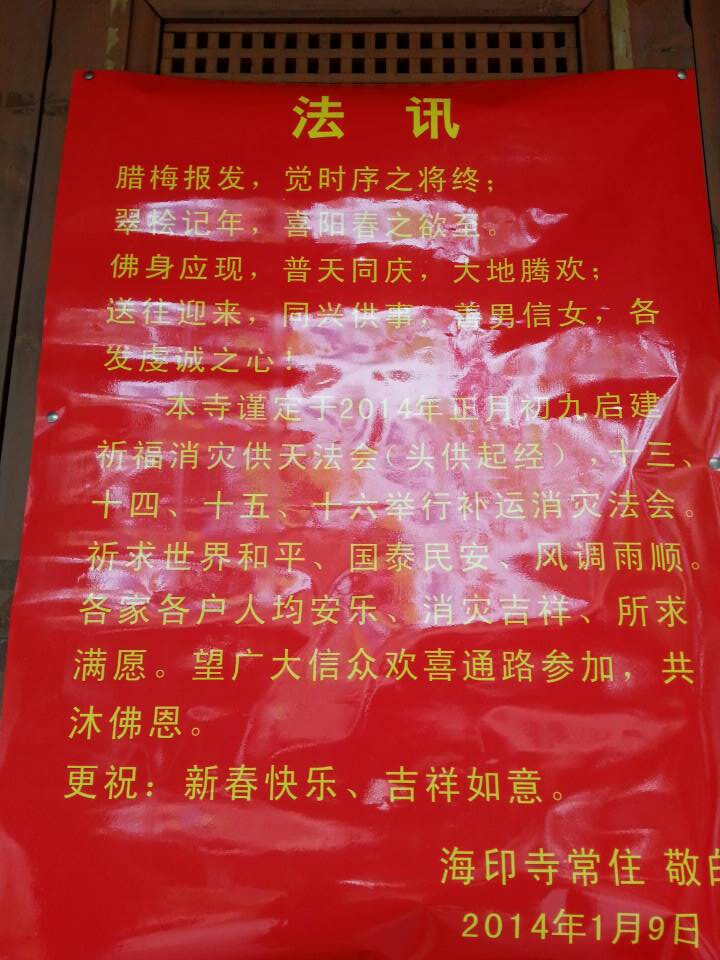 法 讯
腊梅报发，觉时序之将终；
翠桧记年，喜阳春之欲至。
佛身应现，普天同庆，大地腾欢；
送往迎来，同兴供事，善男信女，各
发虔诚之心！
本寺谨定于2014年正月初九启建
祈福消灾供天法会（头供起经），十三、
十四、十五、十六举行补运消灾法会。
祈求世界和平、国泰民安、风调雨顺。
各家各户人均安乐、消灾吉祥、所求
满愿。望广大信众欢喜通路参加，共
沐佛恩。
更祝：新春快乐、吉祥如意。
海印寺常住 敬白
2014年1月9日